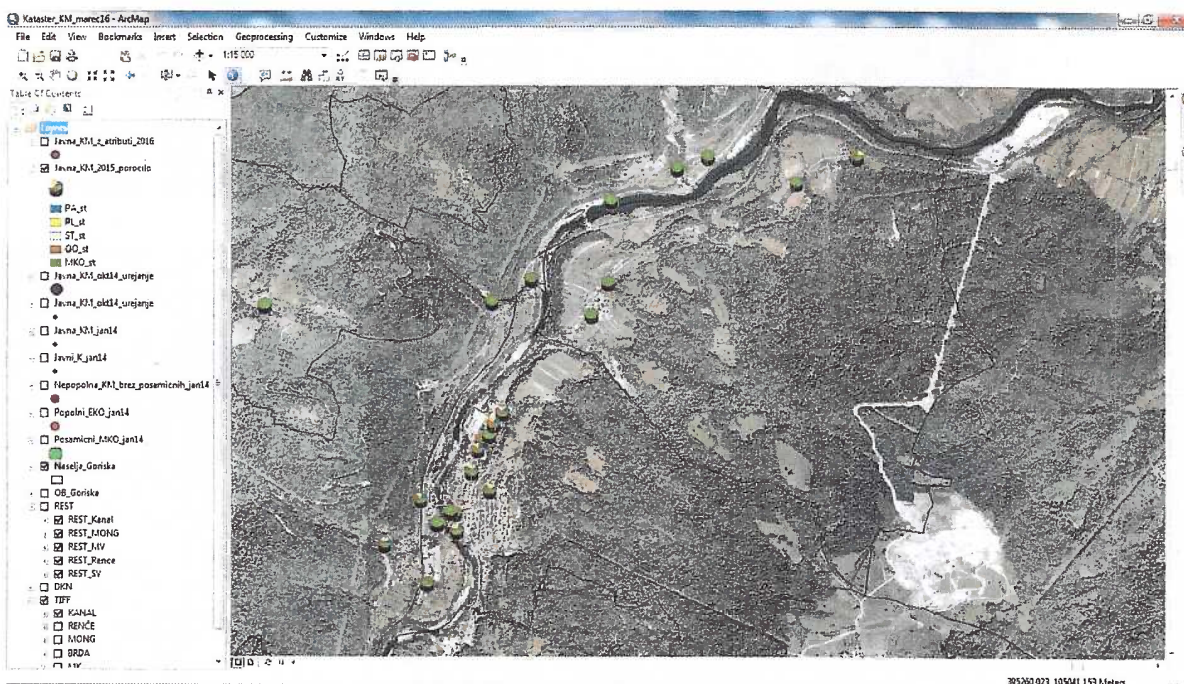 Kataster_KM_marec16 - ArcMap
File Edit View Bookmarks Insert Selection Geoprocessing Customize Windows Help
1:15 000
Table Of Contents
Layers
Javna_KM_z_atributi_2016
Javna_KM_2015_porocilo
PA_st
PL_st
ST_st
GO_st
MKO_st
Javna_KM_okt14_urejanje
Javna_KM_okt14_urejanje
Javna_KM_jan14
Javni_K_jan14
Nepopolna_KM_brez_posamicnih_jan14
Popolni_EKO_jan14
Posamicni_MKO_jan14
Naselja_Goriska
OB_Goriska
REST
REST_Kanal
REST_MONG
REST_MV
REST_Rence
REST_SV
DKN
TIFF
KANAL
RENČE
MONG
BRDA
MK
395260,923 105041,153 Meters